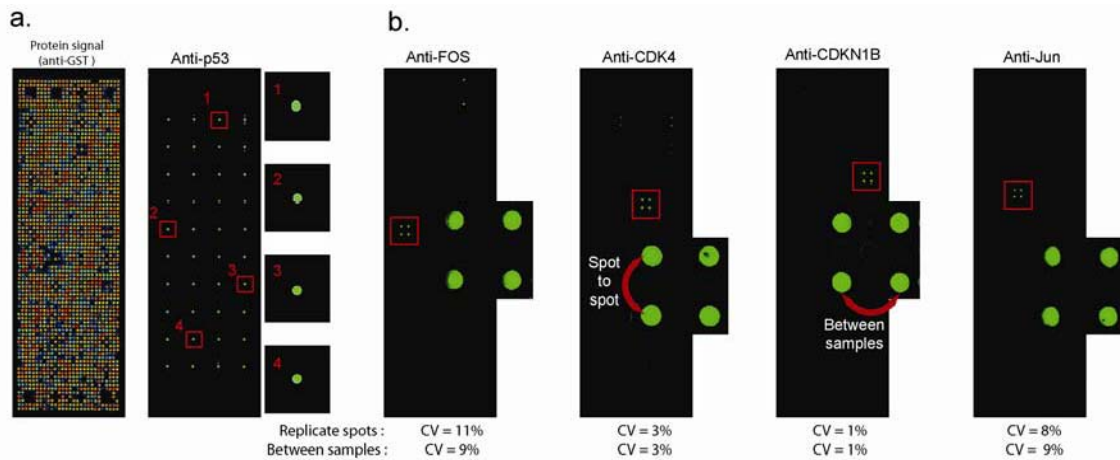 a.
Protein signal
(anti-GST )
Anti-p53
1
2
3
4
1
2
3
4
b.
Anti-FOS
Anti-CDK4
Anti-CDKN1B
Anti-Jun
Spot
to
spot
Between
samples
Replicate spots : CV = 11% CV = 3% CV = 1% CV = 8%
Between samples : CV = 9% CV = 3% CV = 1% CV = 9%